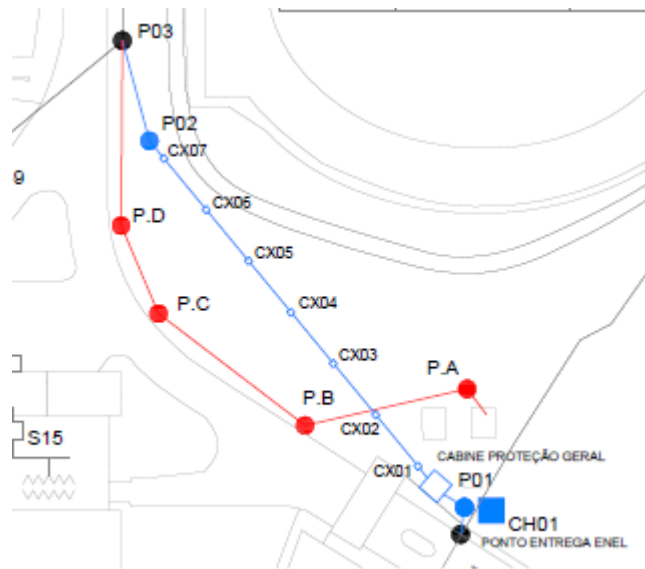 P03
P02
CX07
9
CX06
P.D
CX05
CX04
P.C
CX03
P.A
P.B
CX02
S15
CABINE PROTEÇÃO GERAL
CX01
P01
CH01
PONTO ENTREGA ENEL